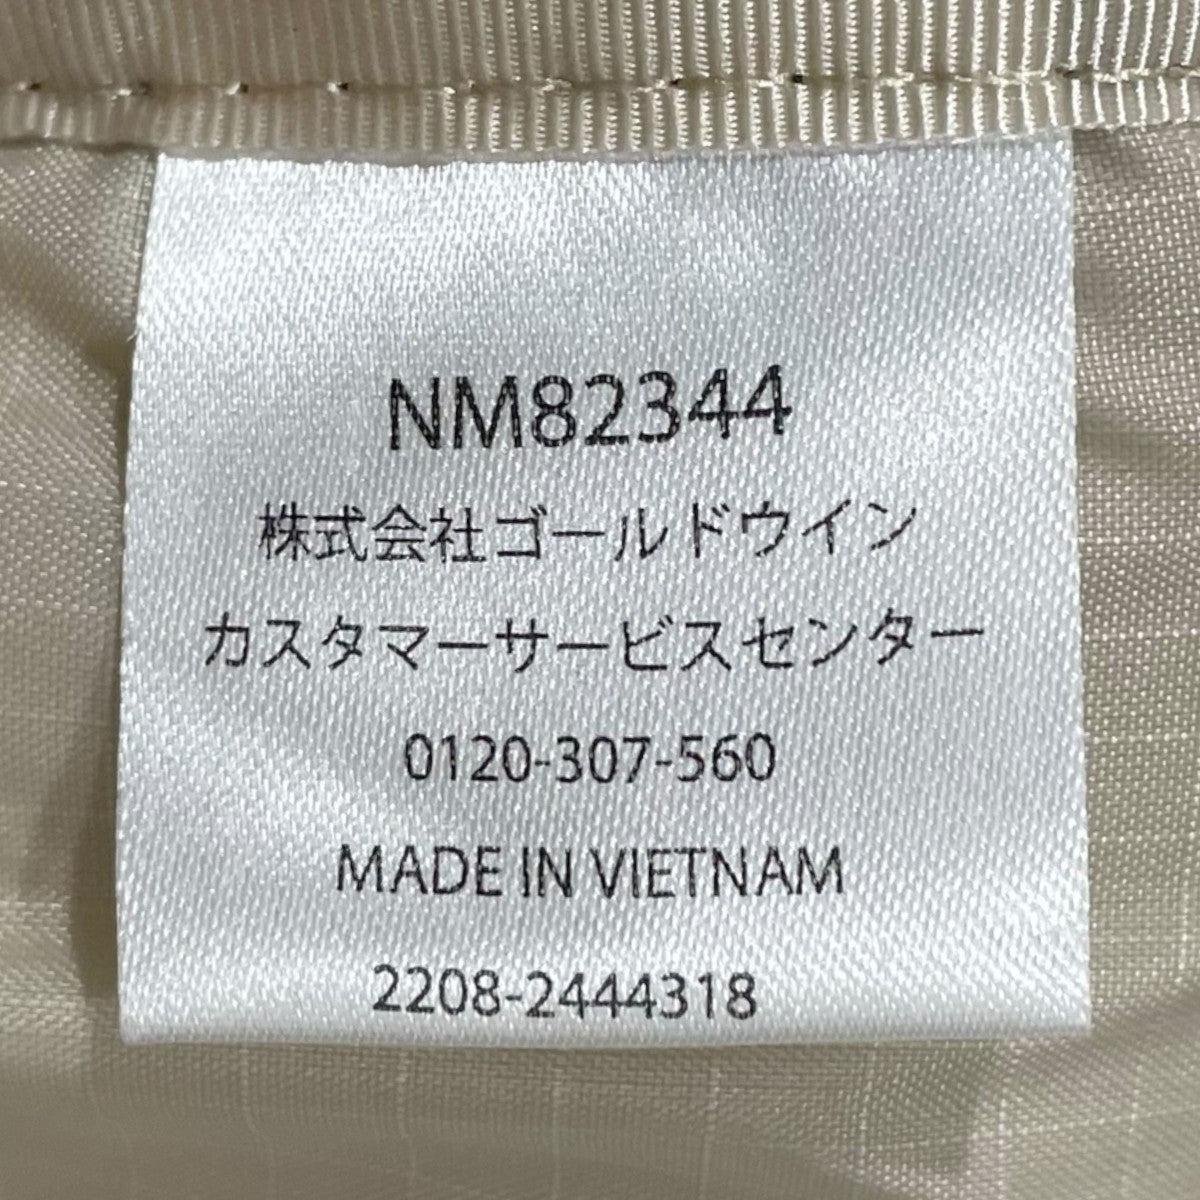 NM82344
株式会社ゴールドウイン
カスタマーサービスセンター
0120-307-560
MADE IN VIETNAM
2208-2444318